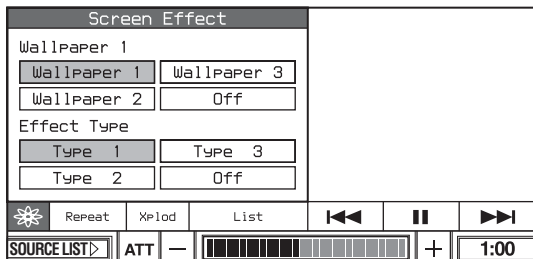 Screen Effect
Wallpaper 1
Wallpaper 1 Wallpaper 3
Wallpaper 2 Off
Effect Type
Type 1 Type 3
Type 2 Off
Repeat Xplod List
SOURCE LIST ATT − + 1:00